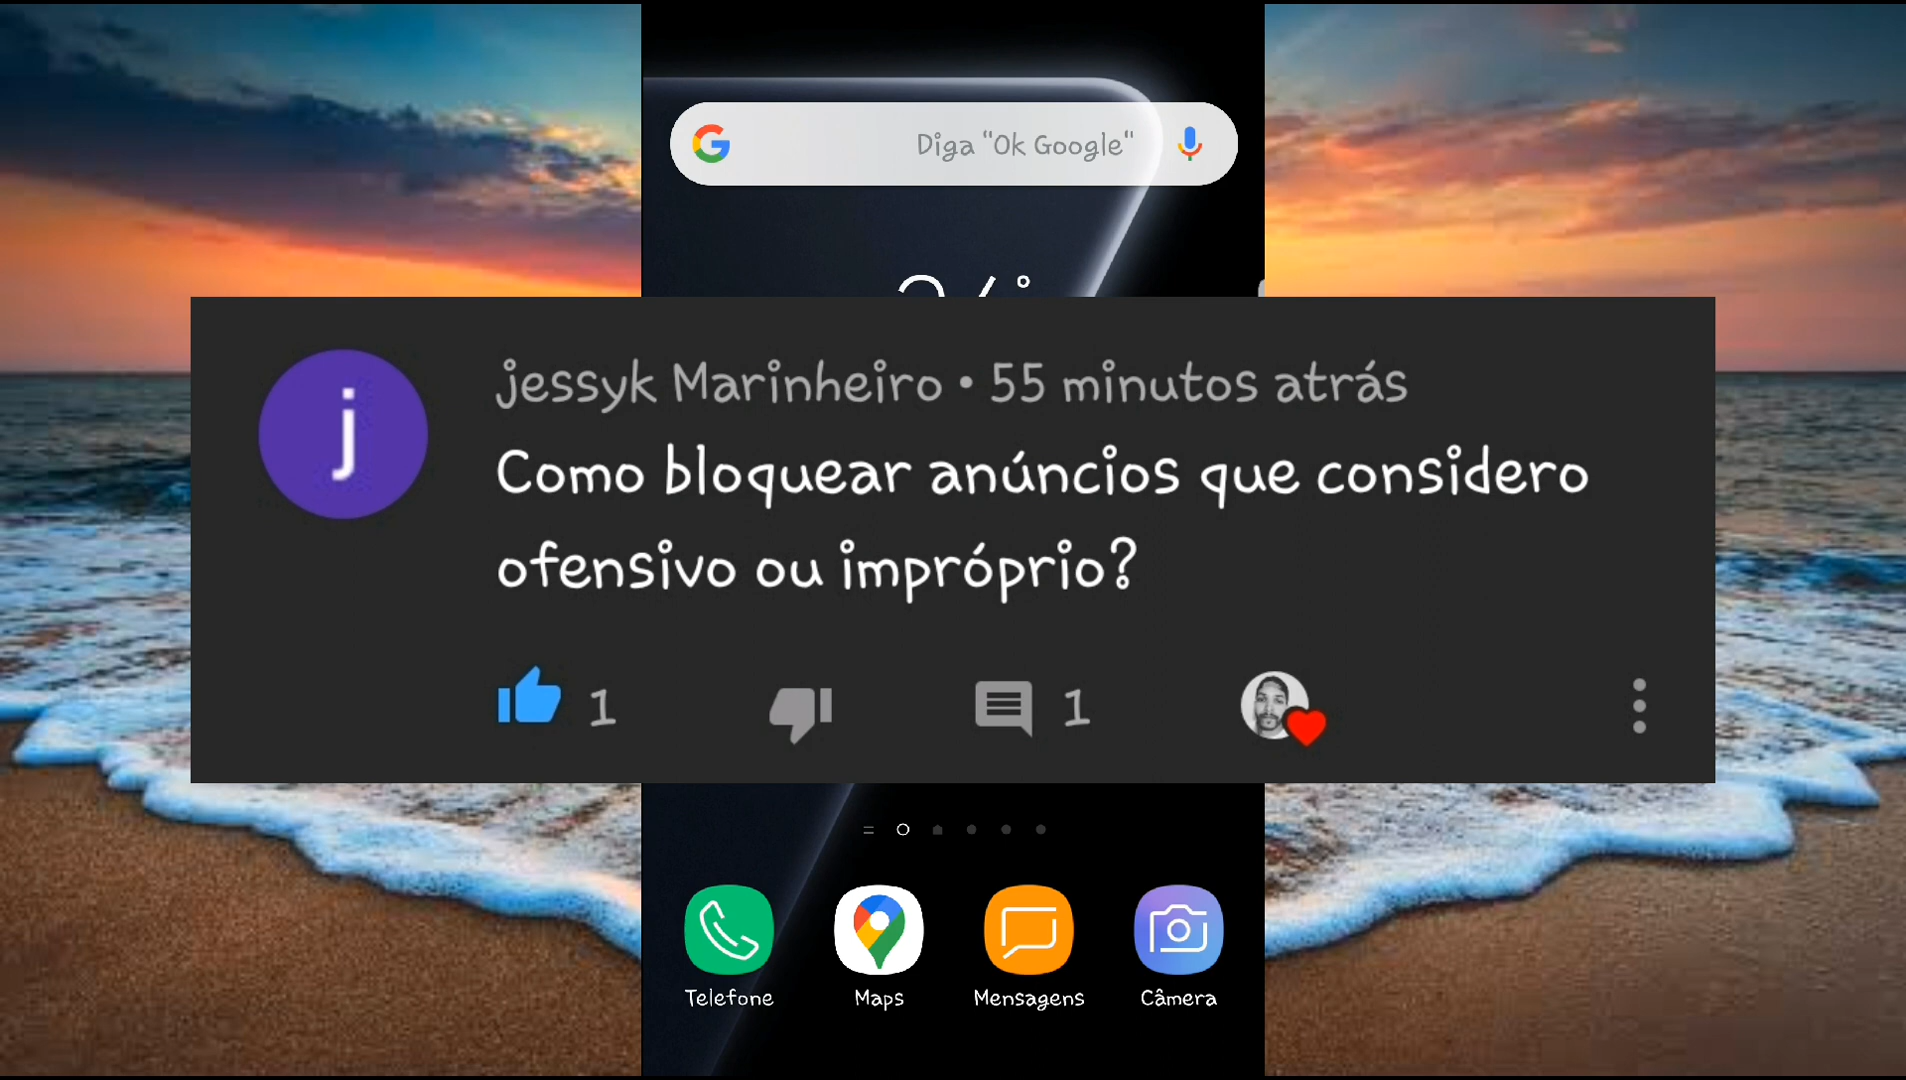 Diga "Ok Google"
j
jessyk Marinheiro • 55 minutos atrás
Como bloquear anúncios que considero
ofensivo ou impróprio?
1
1
Telefone
Maps
Mensagens
Câmera